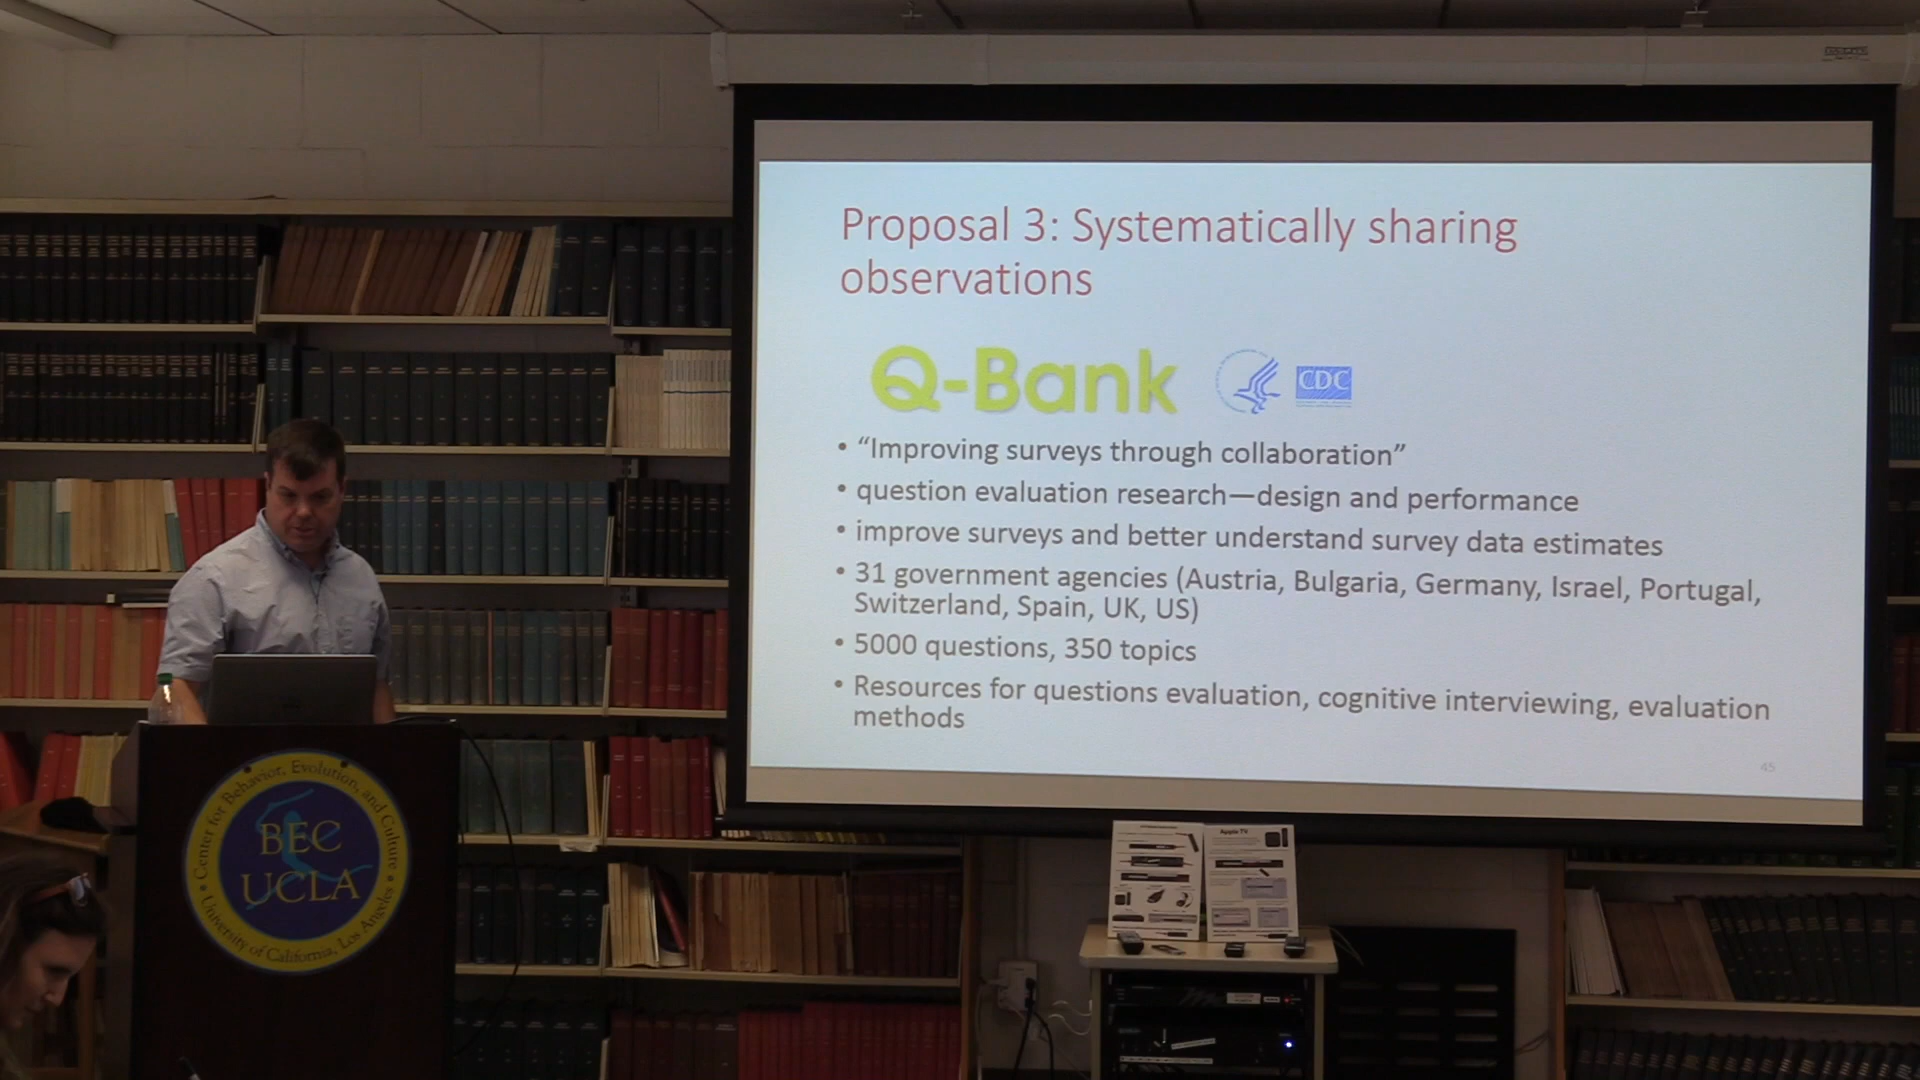 Proposal 3: Systematically sharing
observations
Q-Bank
CDC
• “Improving surveys through collaboration”
• question evaluation research—design and performance
• improve surveys and better understand survey data estimates
• 31 government agencies (Austria, Bulgaria, Germany, Israel, Portugal,
Switzerland, Spain, UK, US)
• 5000 questions, 350 topics
• Resources for questions evaluation, cognitive interviewing, evaluation
methods
45
Center for Behavior, Evolution, and Culture
BEC
UCLA
University of California, Los Angeles
Apple TV